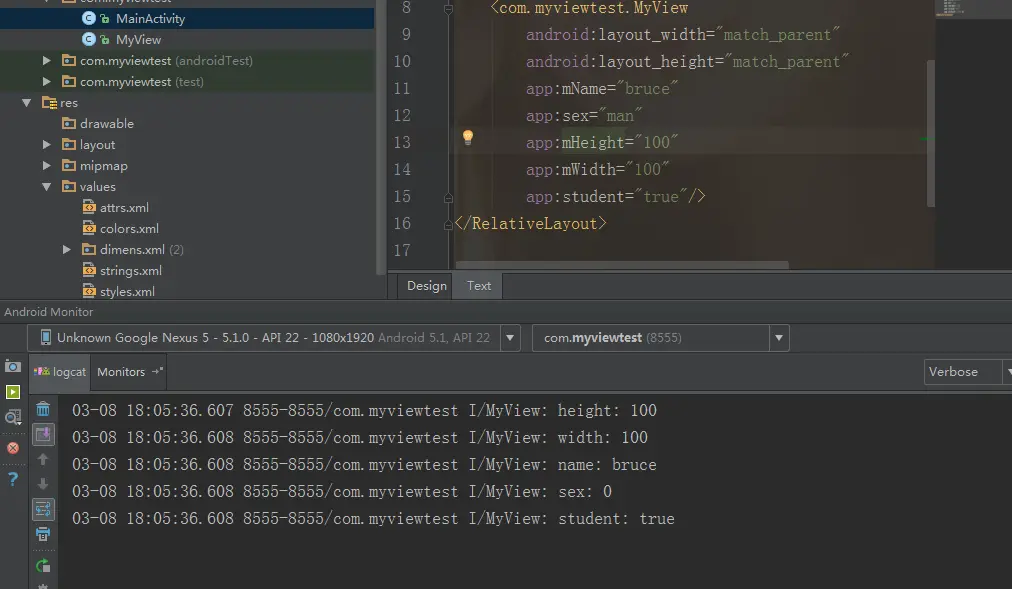 com.myviewtest
MainActivity
MyView
com.myviewtest (androidTest)
com.myviewtest (test)
res
drawable
layout
mipmap
values
attrs.xml
colors.xml
dimens.xml (2)
strings.xml
styles.xml
8 <com.myviewtest.MyView
9 android:layout_width="match_parent"
10 android:layout_height="match_parent"
11 app:mName="bruce"
12 app:sex="man"
13 app:mHeight="100"
14 app:mWidth="100"
15 app:student="true"/>
16 </RelativeLayout>
17
Design Text
Android Monitor
Unknown Google Nexus 5 - 5.1.0 - API 22 - 1080x1920 Android 5.1, API 22 com.myviewtest (8555)
logcat Monitors Verbose
03-08 18:05:36.607 8555-8555/com.myviewtest I/MyView: height: 100
03-08 18:05:36.608 8555-8555/com.myviewtest I/MyView: width: 100
03-08 18:05:36.608 8555-8555/com.myviewtest I/MyView: name: bruce
03-08 18:05:36.608 8555-8555/com.myviewtest I/MyView: sex: 0
03-08 18:05:36.608 8555-8555/com.myviewtest I/MyView: student: true